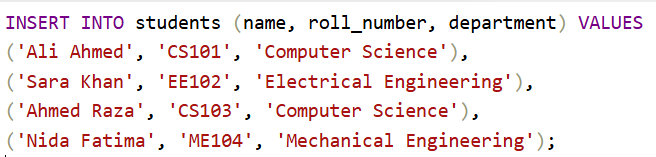 INSERT INTO students (name, roll_number, department) VALUES
('Ali Ahmed', 'CS101', 'Computer Science'),
('Sara Khan', 'EE102', 'Electrical Engineering'),
('Ahmed Raza', 'CS103', 'Computer Science'),
('Nida Fatima', 'ME104', 'Mechanical Engineering');